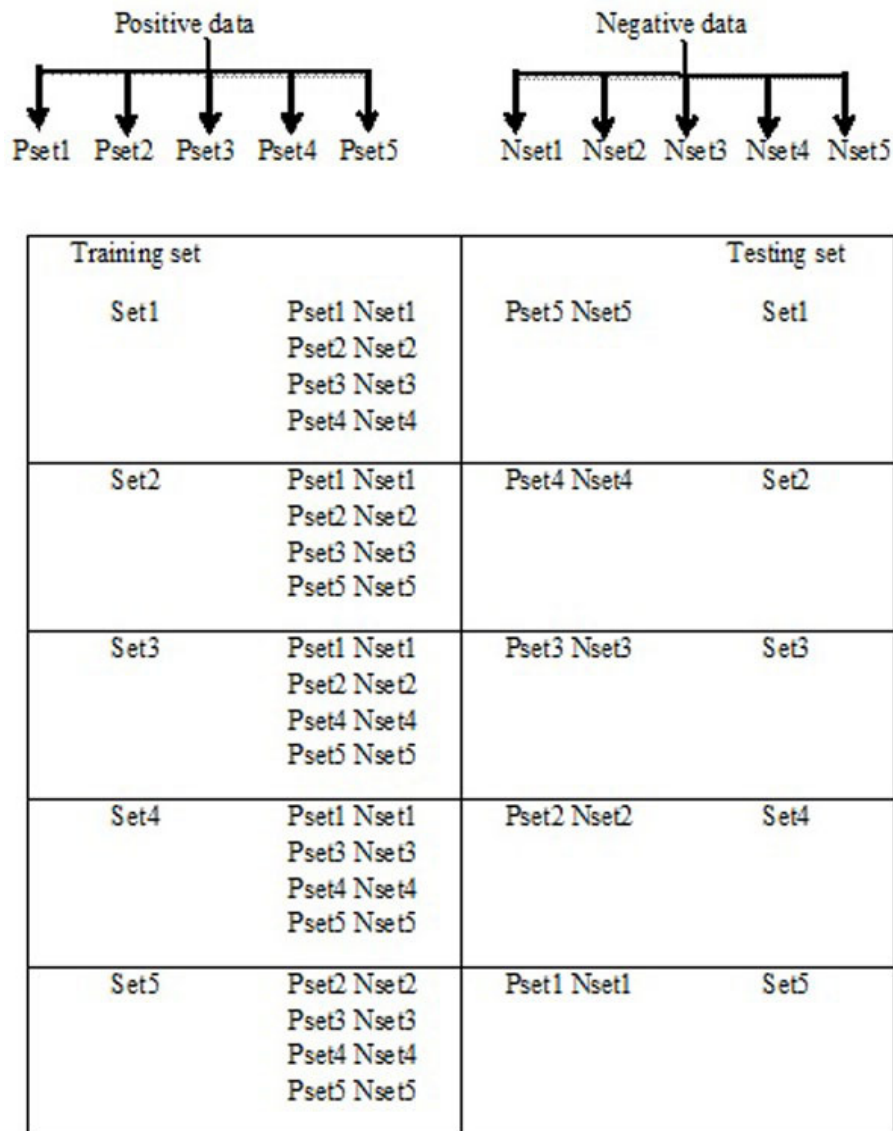 Positive data Negative data
Pset1 Pset2 Pset3 Pset4 Pset5 Nset1 Nset2 Nset3 Nset4 Nset5
Training set Testing set
Set1 Pset1 Nset1 Pset5 Nset5 Set1
Pset2 Nset2
Pset3 Nset3
Pset4 Nset4
Set2 Pset1 Nset1 Pset4 Nset4 Set2
Pset2 Nset2
Pset3 Nset3
Pset5 Nset5
Set3 Pset1 Nset1 Pset3 Nset3 Set3
Pset2 Nset2
Pset4 Nset4
Pset5 Nset5
Set4 Pset1 Nset1 Pset2 Nset2 Set4
Pset3 Nset3
Pset4 Nset4
Pset5 Nset5
Set5 Pset2 Nset2 Pset1 Nset1 Set5
Pset3 Nset3
Pset4 Nset4
Pset5 Nset5